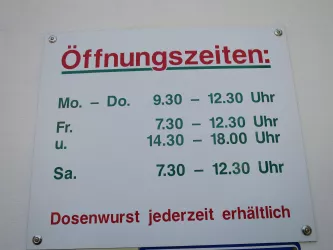 Öffnungszeiten:
Mo. – Do. 9.30 – 12.30 Uhr
Fr. 7.30 – 12.30 Uhr
u. 14.30 – 18.00 Uhr
Sa. 7.30 – 12.30 Uhr
Dosenwurst jederzeit erhältlich